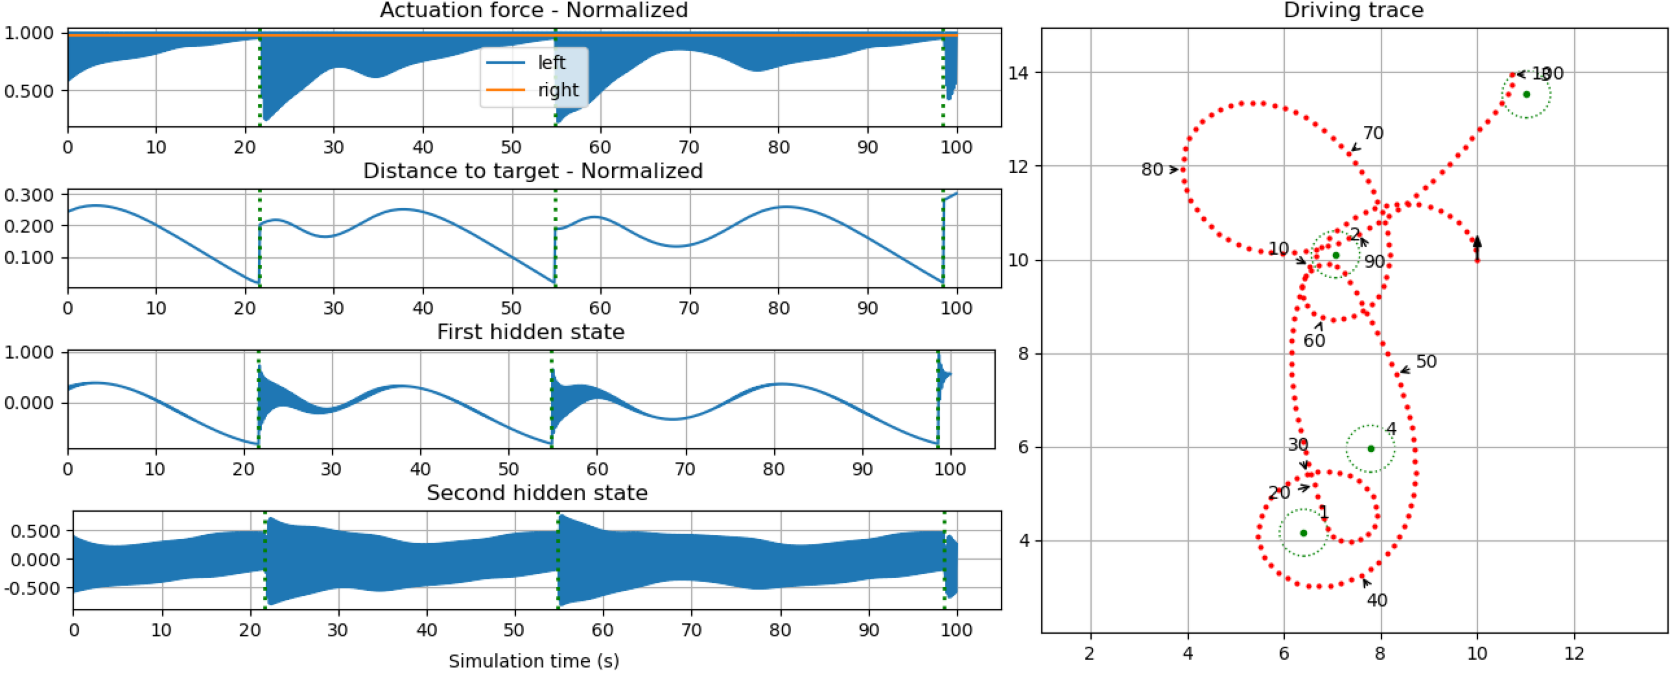 Actuation force - Normalized
1.000
0.500
left
right
0 10 20 30 40 50 60 70 80 90 100
Distance to target - Normalized
0.300
0.200
0.100
0 10 20 30 40 50 60 70 80 90 100
First hidden state
1.000
0.000
0 10 20 30 40 50 60 70 80 90 100
Second hidden state
0.500
0.000
-0.500
0 10 20 30 40 50 60 70 80 90 100
Simulation time (s)
Driving trace
14
12
10
8
6
4
2 4 6 8 10 12
70
80
2
10
90
60
50
4
30
20
1
40